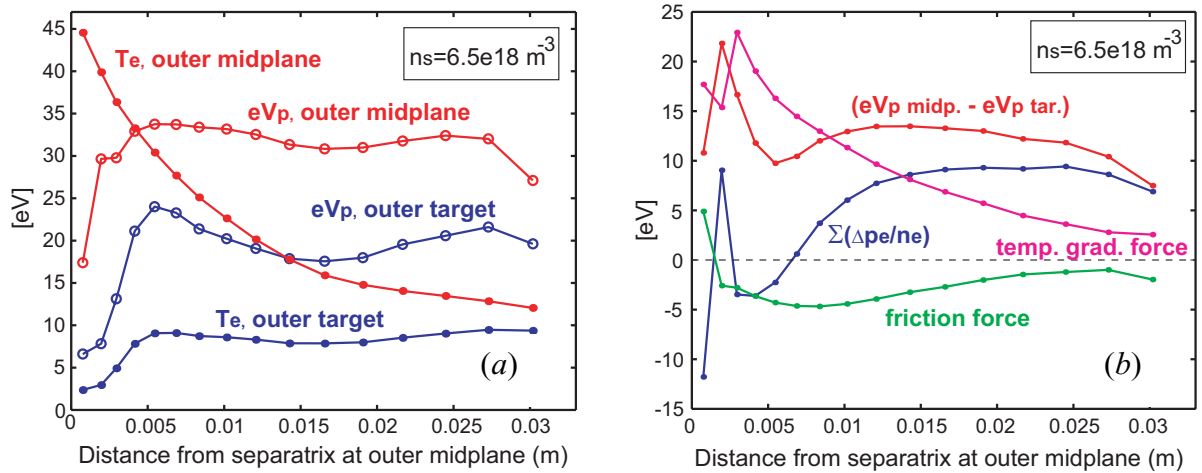 45
40
35
30
25
20
15
10
5
0
[eV]
ns=6.5e18 m-3
Te, outer midplane
eVp, outer midplane
eVp, outer target
Te, outer target
(a)
0 0.005 0.01 0.015 0.02 0.025 0.03
Distance from separatrix at outer midplane (m)
25
20
15
10
5
0
-5
-10
-15
[eV]
ns=6.5e18 m-3
(eVp midp. - eVp tar.)
Σ(Δpe/ne)
temp. grad. force
friction force
(b)
0 0.005 0.01 0.015 0.02 0.025 0.03
Distance from separatrix at outer midplane (m)